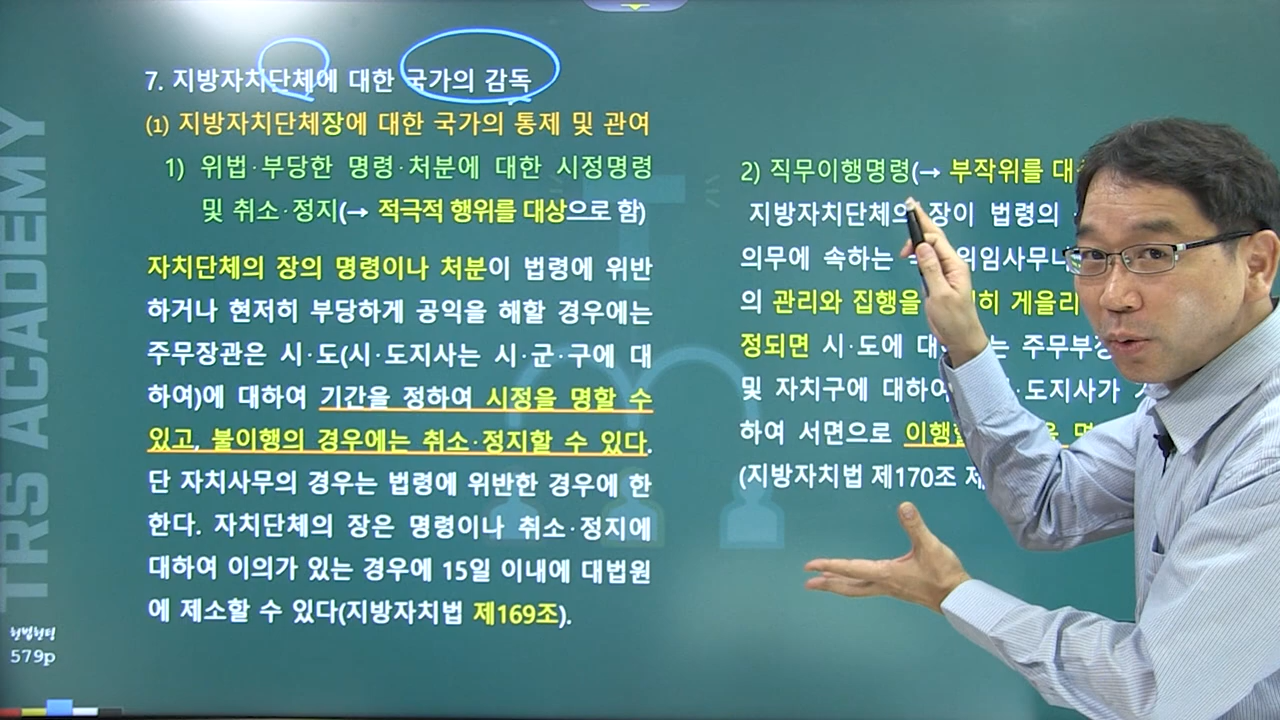 7. 지방자치단체에 대한 국가의 감독
(1) 지방자치단체장에 대한 국가의 통제 및 관여
1) 위법·부당한 명령·처분에 대한 시정명령
및 취소·정지(→ 적극적 행위를 대상으로 함)
자치단체의 장의 명령이나 처분이 법령에 위반
하거나 현저히 부당하게 공익을 해할 경우에는
주무장관은 시·도(시·도지사는 시·군·구에 대
하여)에 대하여 기간을 정하여 시정을 명할 수
있고, 불이행의 경우에는 취소·정지할 수 있다.
단 자치사무의 경우는 법령에 위반한 경우에 한
한다. 자치단체의 장은 명령이나 취소·정지에
대하여 이의가 있는 경우에 15일 이내에 대법원
에 제소할 수 있다(지방자치법 제169조).
2) 직무이행명령(→ 부작위를
지방자치단체의 장이 법령의
의무에 속하는
의 관리와 집행을 게을리
정되면 시·도에
및 자치구에 대하여 도지사가
하여 서면으로
(지방자치법 제170조
TRS ACADEMY
헌법헌팅
579p